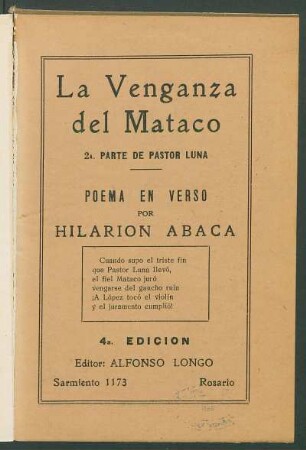 La Venganza
del Mataco
2a. PARTE DE PASTOR LUNA
POEMA EN VERSO
POR
HILARION ABACA
Cuando supo el triste fin
que Pastor Luna llevó,
el fiel Mataco juró
vengarse del gaucho ruin
¡A López tocó el violín
y el juramento cumplió!
4a. EDICION
Editor: ALFONSO LONGO
Sarmiento 1173 Rosario